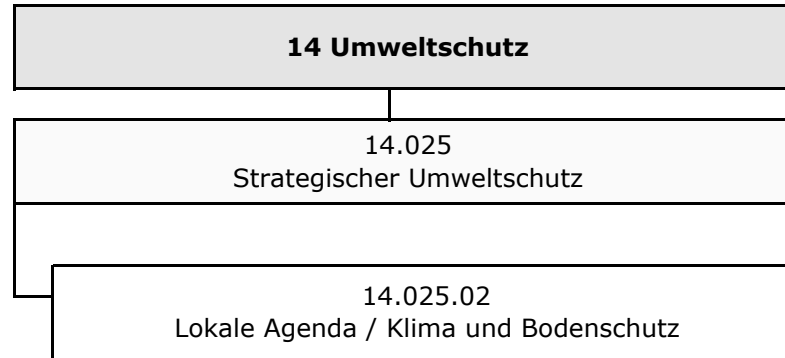 14 Umweltschutz
14.025
Strategischer Umweltschutz
14.025.02
Lokale Agenda / Klima und Bodenschutz